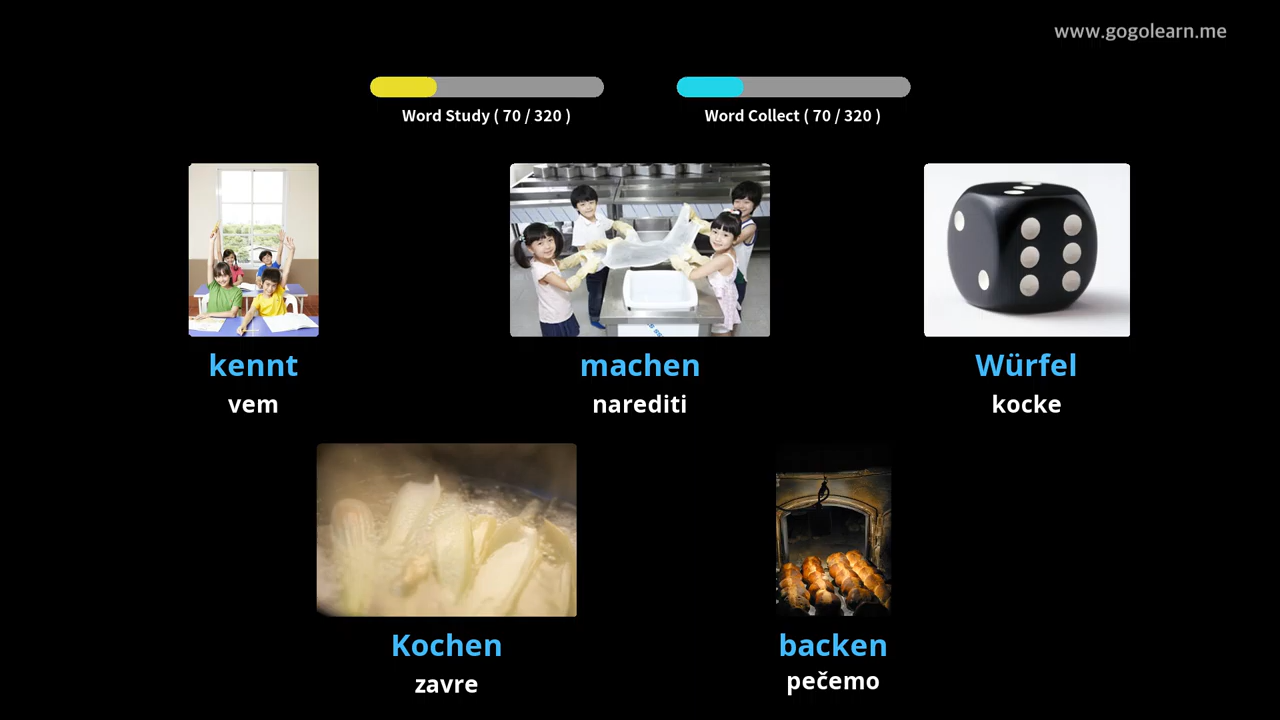 www.gogolearn.me
Word Study ( 70 / 320 )
Word Collect ( 70 / 320 )
kennt
vem
machen
narediti
Würfel
kocke
Kochen
zavre
backen
pečemo